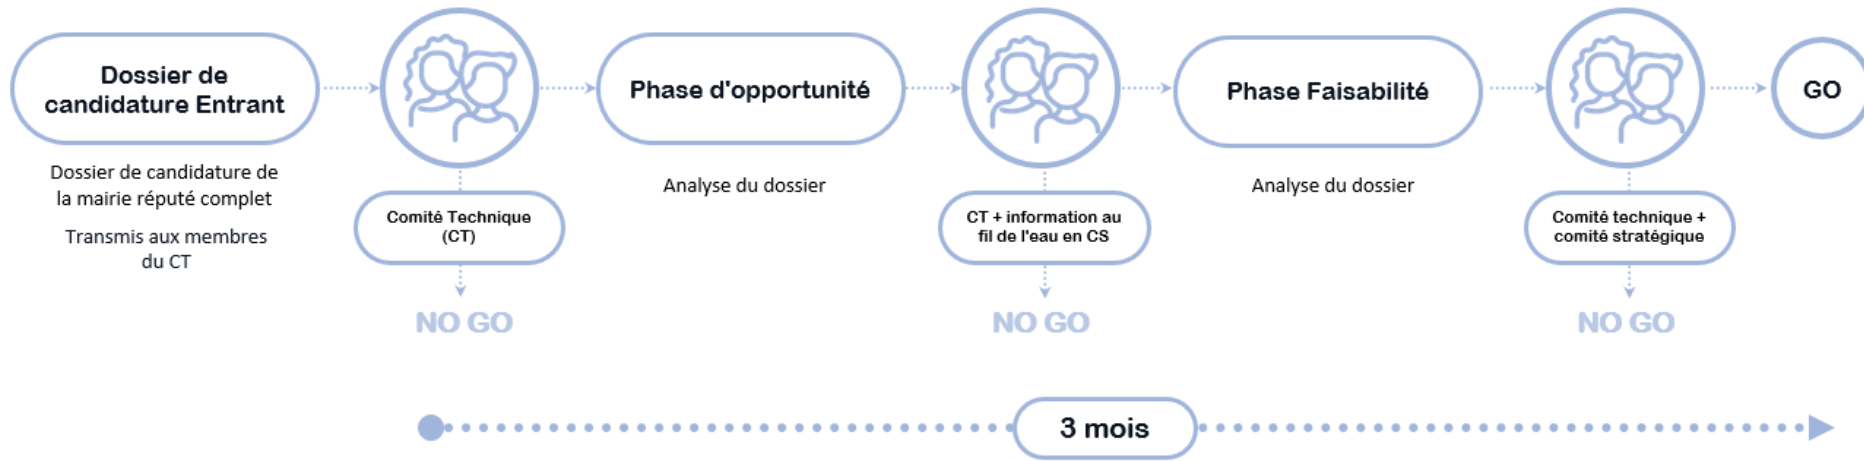 Dossier de
candidature Entrant
Dossier de candidature de
la mairie réputé complet
Transmis aux membres
du CT
Comité Technique
(CT)
NO GO
Phase d'opportunité
Analyse du dossier
CT + information au
fil de l'eau en CS
NO GO
Phase Faisabilité
Analyse du dossier
Comité technique +
comité stratégique
NO GO
GO
3 mois